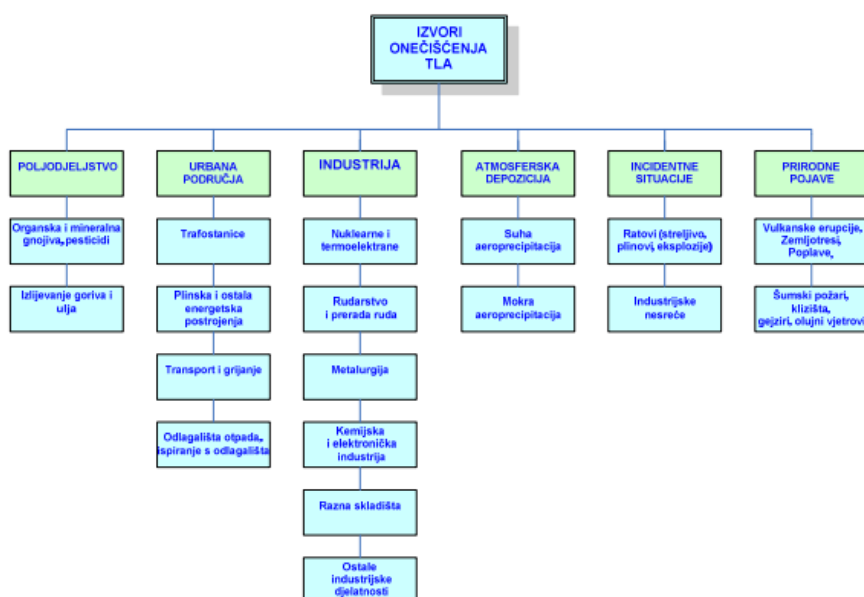 IZVORI
ONEČIŠĆENJA
TLA
POLJODJELJSTVO
Organska i mineralna
gnojiva, pesticidi
Izlijevanje goriva i
ulja
URBANA
PODRUČJA
Trafostanice
Plinska i ostala
energetska
postrojenja
Transport i grijanje
Odlagališta otpada,
ispiranje s odlagališta
INDUSTRIJA
Nuklearne i
termoelektrane
Rudarstvo
i prerada ruda
Metalurgija
Kemijska
i elektronička
industrija
Razna skladišta
Ostale
industrijske
djelatnosti
ATMOSFERSKA
DEPOZICIJA
Suha
aeroprecipitacija
Mokra
aeroprecipitacija
INCIDENTNE
SITUACIJE
Ratovi (streljivo,
plinovi, eksplozije)
Industrijske
nesreće
PRIRODNE
POJAVE
Vulkanske erupcije,
Zemljotresi,
Poplave,
Šumski požari,
klizišta,
gejziri, olujni vjetrovi